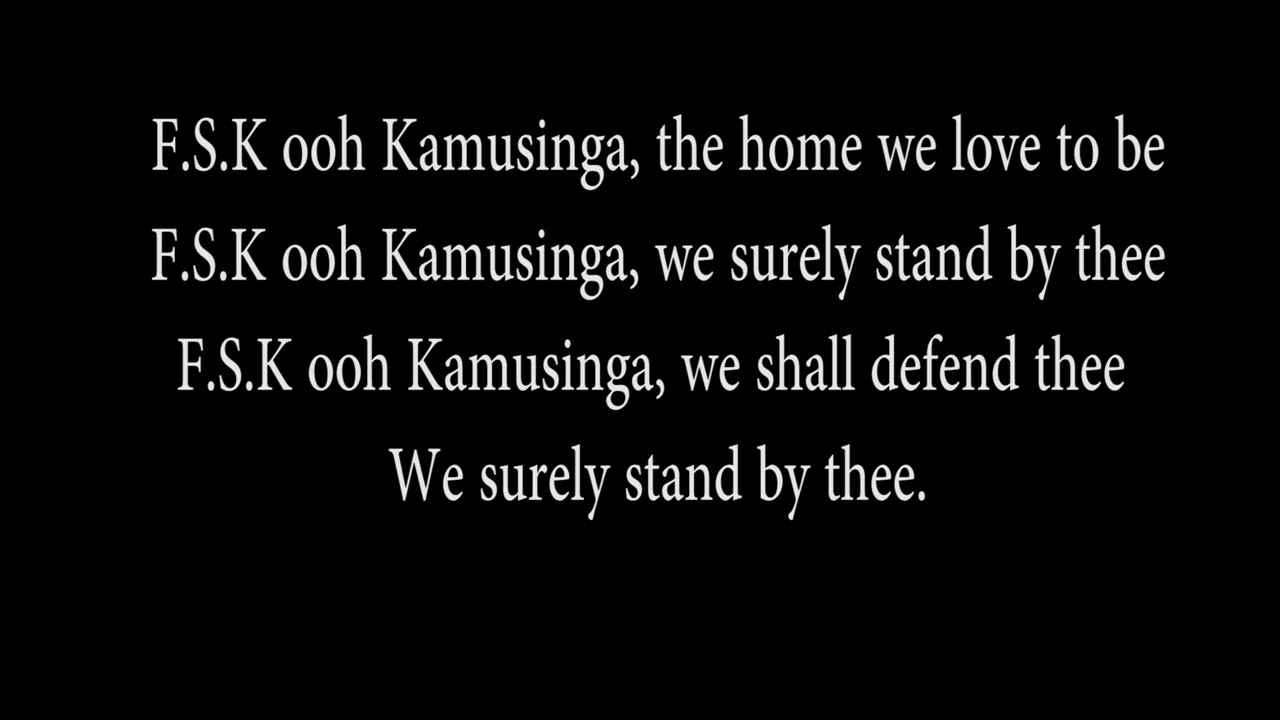 F.S.K ooh Kamusinga, the home we love to be
F.S.K ooh Kamusinga, we surely stand by thee
F.S.K ooh Kamusinga, we shall defend thee
We surely stand by thee.